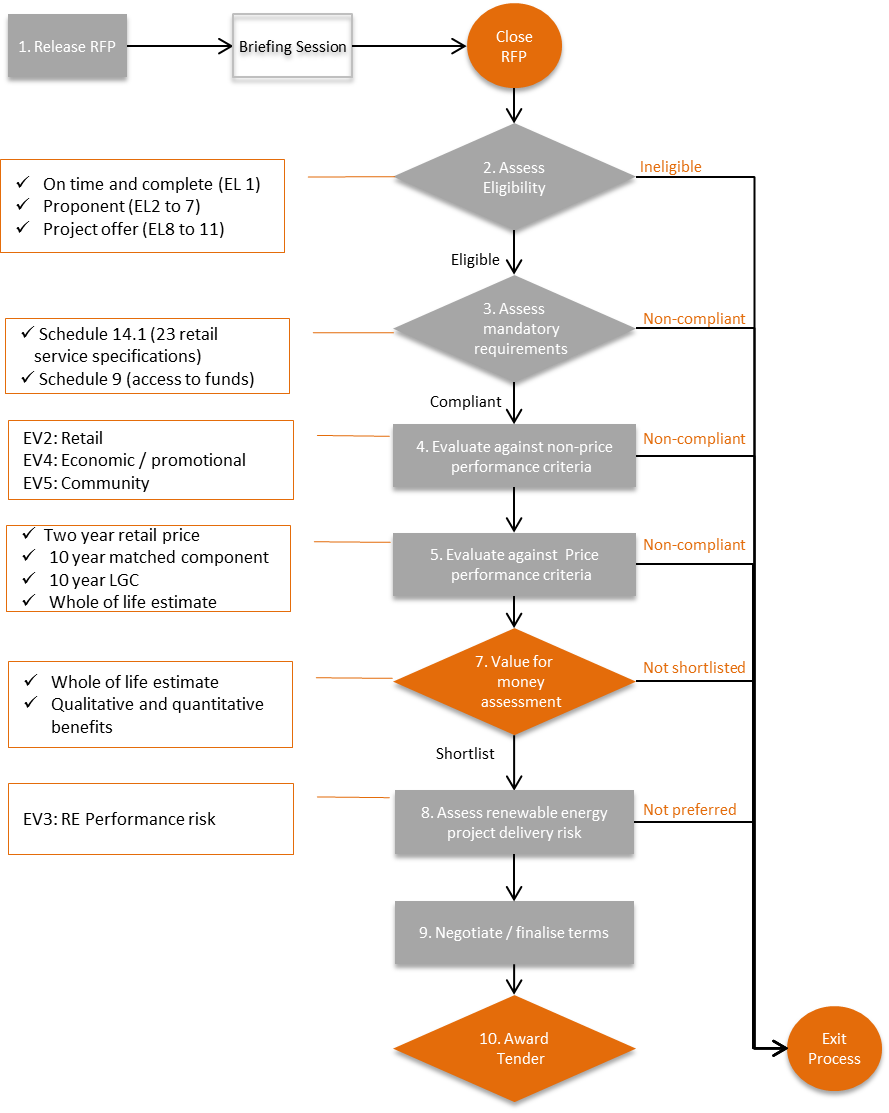 1. Release RFP
Briefing Session
Close
RFP
✓ On time and complete (EL 1)
✓ Proponent (EL2 to 7)
✓ Project offer (EL8 to 11)
2. Assess
Eligibility
Ineligible
Eligible
✓ Schedule 14.1 (23 retail
service specifications)
✓ Schedule 9 (access to funds)
3. Assess
mandatory
requirements
Non-compliant
Compliant
EV2: Retail
EV4: Economic / promotional
EV5: Community
4. Evaluate against non-price
performance criteria
Non-compliant
✓ Two year retail price
✓ 10 year matched component
✓ 10 year LGC
✓ Whole of life estimate
5. Evaluate against Price
performance criteria
Non-compliant
✓ Whole of life estimate
✓ Qualitative and quantitative
benefits
7. Value for
money
assessment
Not shortlisted
Shortlist
EV3: RE Performance risk
8. Assess renewable energy
project delivery risk
Not preferred
9. Negotiate / finalise terms
10. Award
Tender
Exit
Process